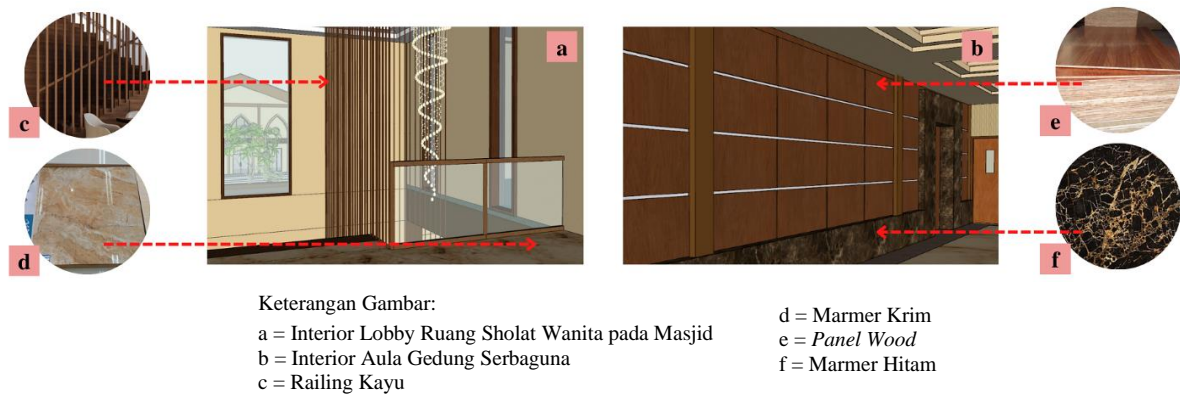 a
b
c
e
d
f
Keterangan Gambar:
a = Interior Lobby Ruang Sholat Wanita pada Masjid
b = Interior Aula Gedung Serbaguna
c = Railing Kayu
d = Marmer Krim
e = Panel Wood
f = Marmer Hitam